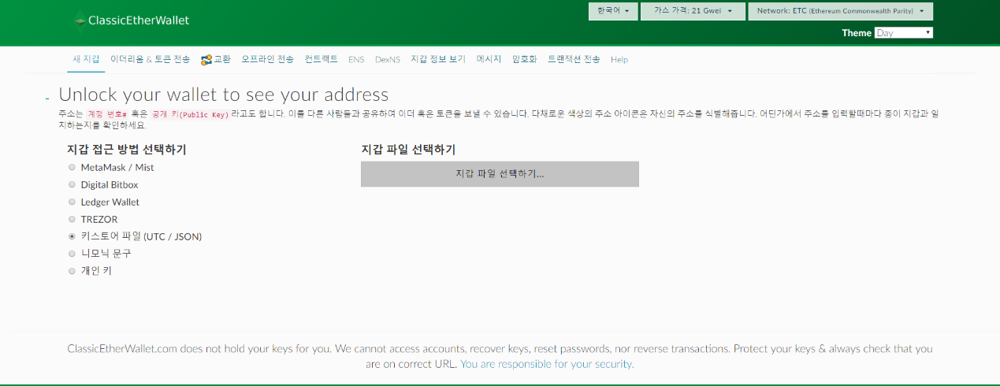 ClassicEtherWallet
한국어
가스 가격: 21 Gwei
Network: ETC (Ethereum Commonwealth Parity)
Theme Day
새 지갑 이더리움 & 토큰 전송 교환 오프라인 전송 컨트랙트 ENS DexNS 지갑 정보 보기 메시지 암호화 트랜잭션 전송 Help
- Unlock your wallet to see your address
주소는 계정 번호# 혹은 공개 키(Public Key) 라고도 합니다. 이를 다른 사람들과 공유하여 이더 혹은 토큰을 보낼 수 있습니다. 다채로운 색상의 주소 아이콘은 자신의 주소를 식별해줍니다. 어딘가에서 주소를 입력할때마다 종이 지갑과 일
치하는지를 확인하세요.
지갑 접근 방법 선택하기
MetaMask / Mist
Digital Bitbox
Ledger Wallet
TREZOR
키스토어 파일 (UTC / JSON)
니모닉 문구
개인 키
지갑 파일 선택하기
지갑 파일 선택하기...
ClassicEtherWallet.com does not hold your keys for you. We cannot access accounts, recover keys, reset passwords, nor reverse transactions. Protect your keys & always check that you
are on correct URL. You are responsible for your security.